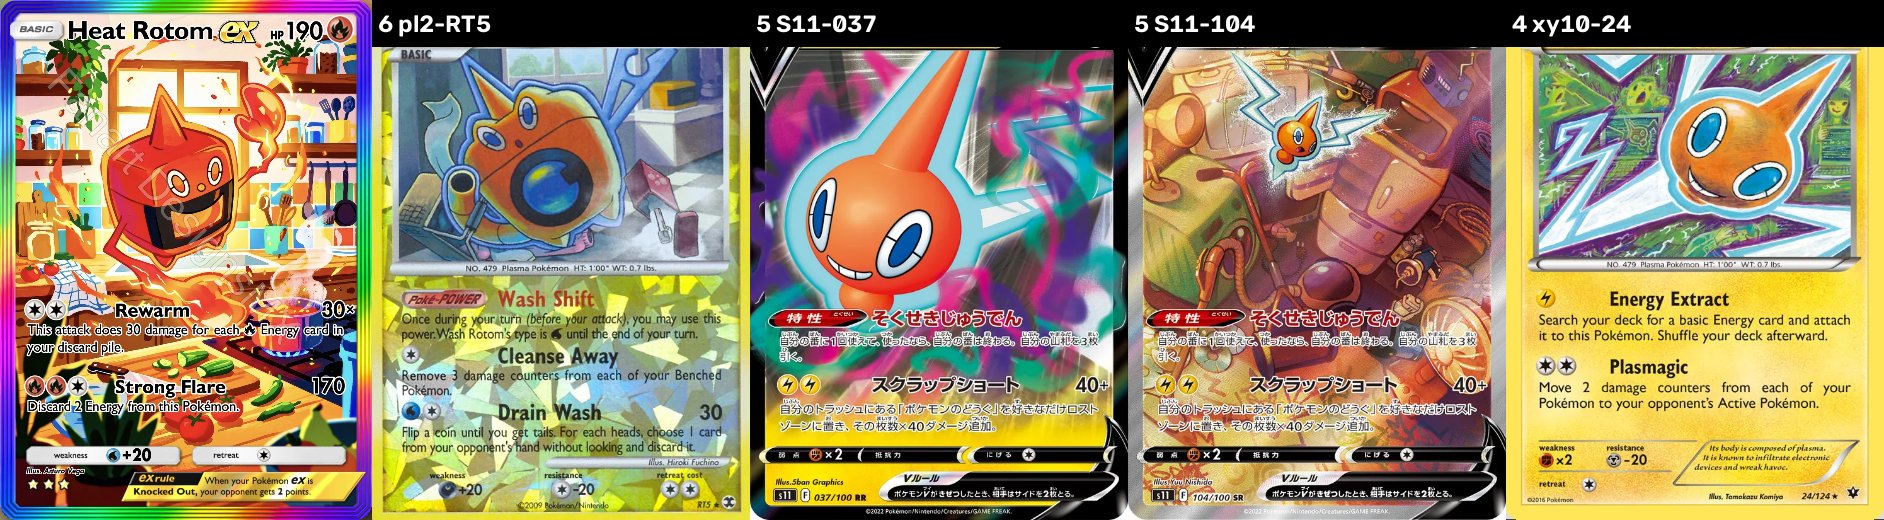 BASIC
Heat Rotom ex HP 190
Rewarm 30×
This attack does 30 damage for each Energy card in
your discard pile.
Strong Flare 170
Discard 2 Energy from this Pokémon.
weakness +20 retreat
Illus. Arturo Vega
ex rule When your Pokémon ex is
Knocked Out, your opponent gets 2 points.
6 pl2-RT5
BASIC
NO. 479 Plasma Pokémon HT: 1'00" WT: 0.7 lbs.
Poké-POWER Wash Shift
Once during your turn (before your attack), you may use this
power. Wash Rotom's type is until the end of your turn.
Cleanse Away
Remove 3 damage counters from each of your Benched
Pokémon.
Drain Wash 30
Flip a coin until you get tails. For each heads, choose 1 card
from your opponent's hand without looking and discard it.
Illus. Hiroki Fuchino
weakness resistance retreat cost
+20 -20
©2009 Pokémon/Nintendo RT5
5 S11-037
特性 そくせきじゅうでん
自分の番に1回使えて、使ったなら、自分の番は終わる。自分の山札を3枚
引く。
スクラップショート 40+
自分のトラッシュにある「ポケモンのどうぐ」を好きなだけロスト
ゾーンに置き、その枚数×40ダメージ追加。
弱点 ×2 抵抗力 にげる
Illus.5ban Graphics
Vルール
s11 F 037/100 RR
ポケモンVがきぜつしたとき、相手はサイドを2枚とる。
©2022 Pokémon/Nintendo/Creatures/GAME FREAK.
5 S11-104
特性 そくせきじゅうでん
自分の番に1回使えて、使ったなら、自分の番は終わる。自分の山札を3枚
引く。
スクラップショート 40+
自分のトラッシュにある「ポケモンのどうぐ」を好きなだけロスト
ゾーンに置き、その枚数×40ダメージ追加。
弱点 ×2 抵抗力 にげる
Illus.Yuu Nishida
Vルール
s11 F 104/100 SR
ポケモンVがきぜつしたとき、相手はサイドを2枚とる。
©2022 Pokémon/Nintendo/Creatures/GAME FREAK.
4 xy10-24
NO. 479 Plasma Pokémon HT: 1'00" WT: 0.7 lbs.
Energy Extract
Search your deck for a basic Energy card and attach
it to this Pokémon. Shuffle your deck afterward.
Plasmagic
Move 2 damage counters from each of your
Pokémon to your opponent's Active Pokémon.
weakness resistance
×2 -20
retreat
Its body is composed of plasma.
It is known to infiltrate electronic
devices and wreak havoc.
Illus. Tomokazu Komiya 24/124
©2016 Pokémon